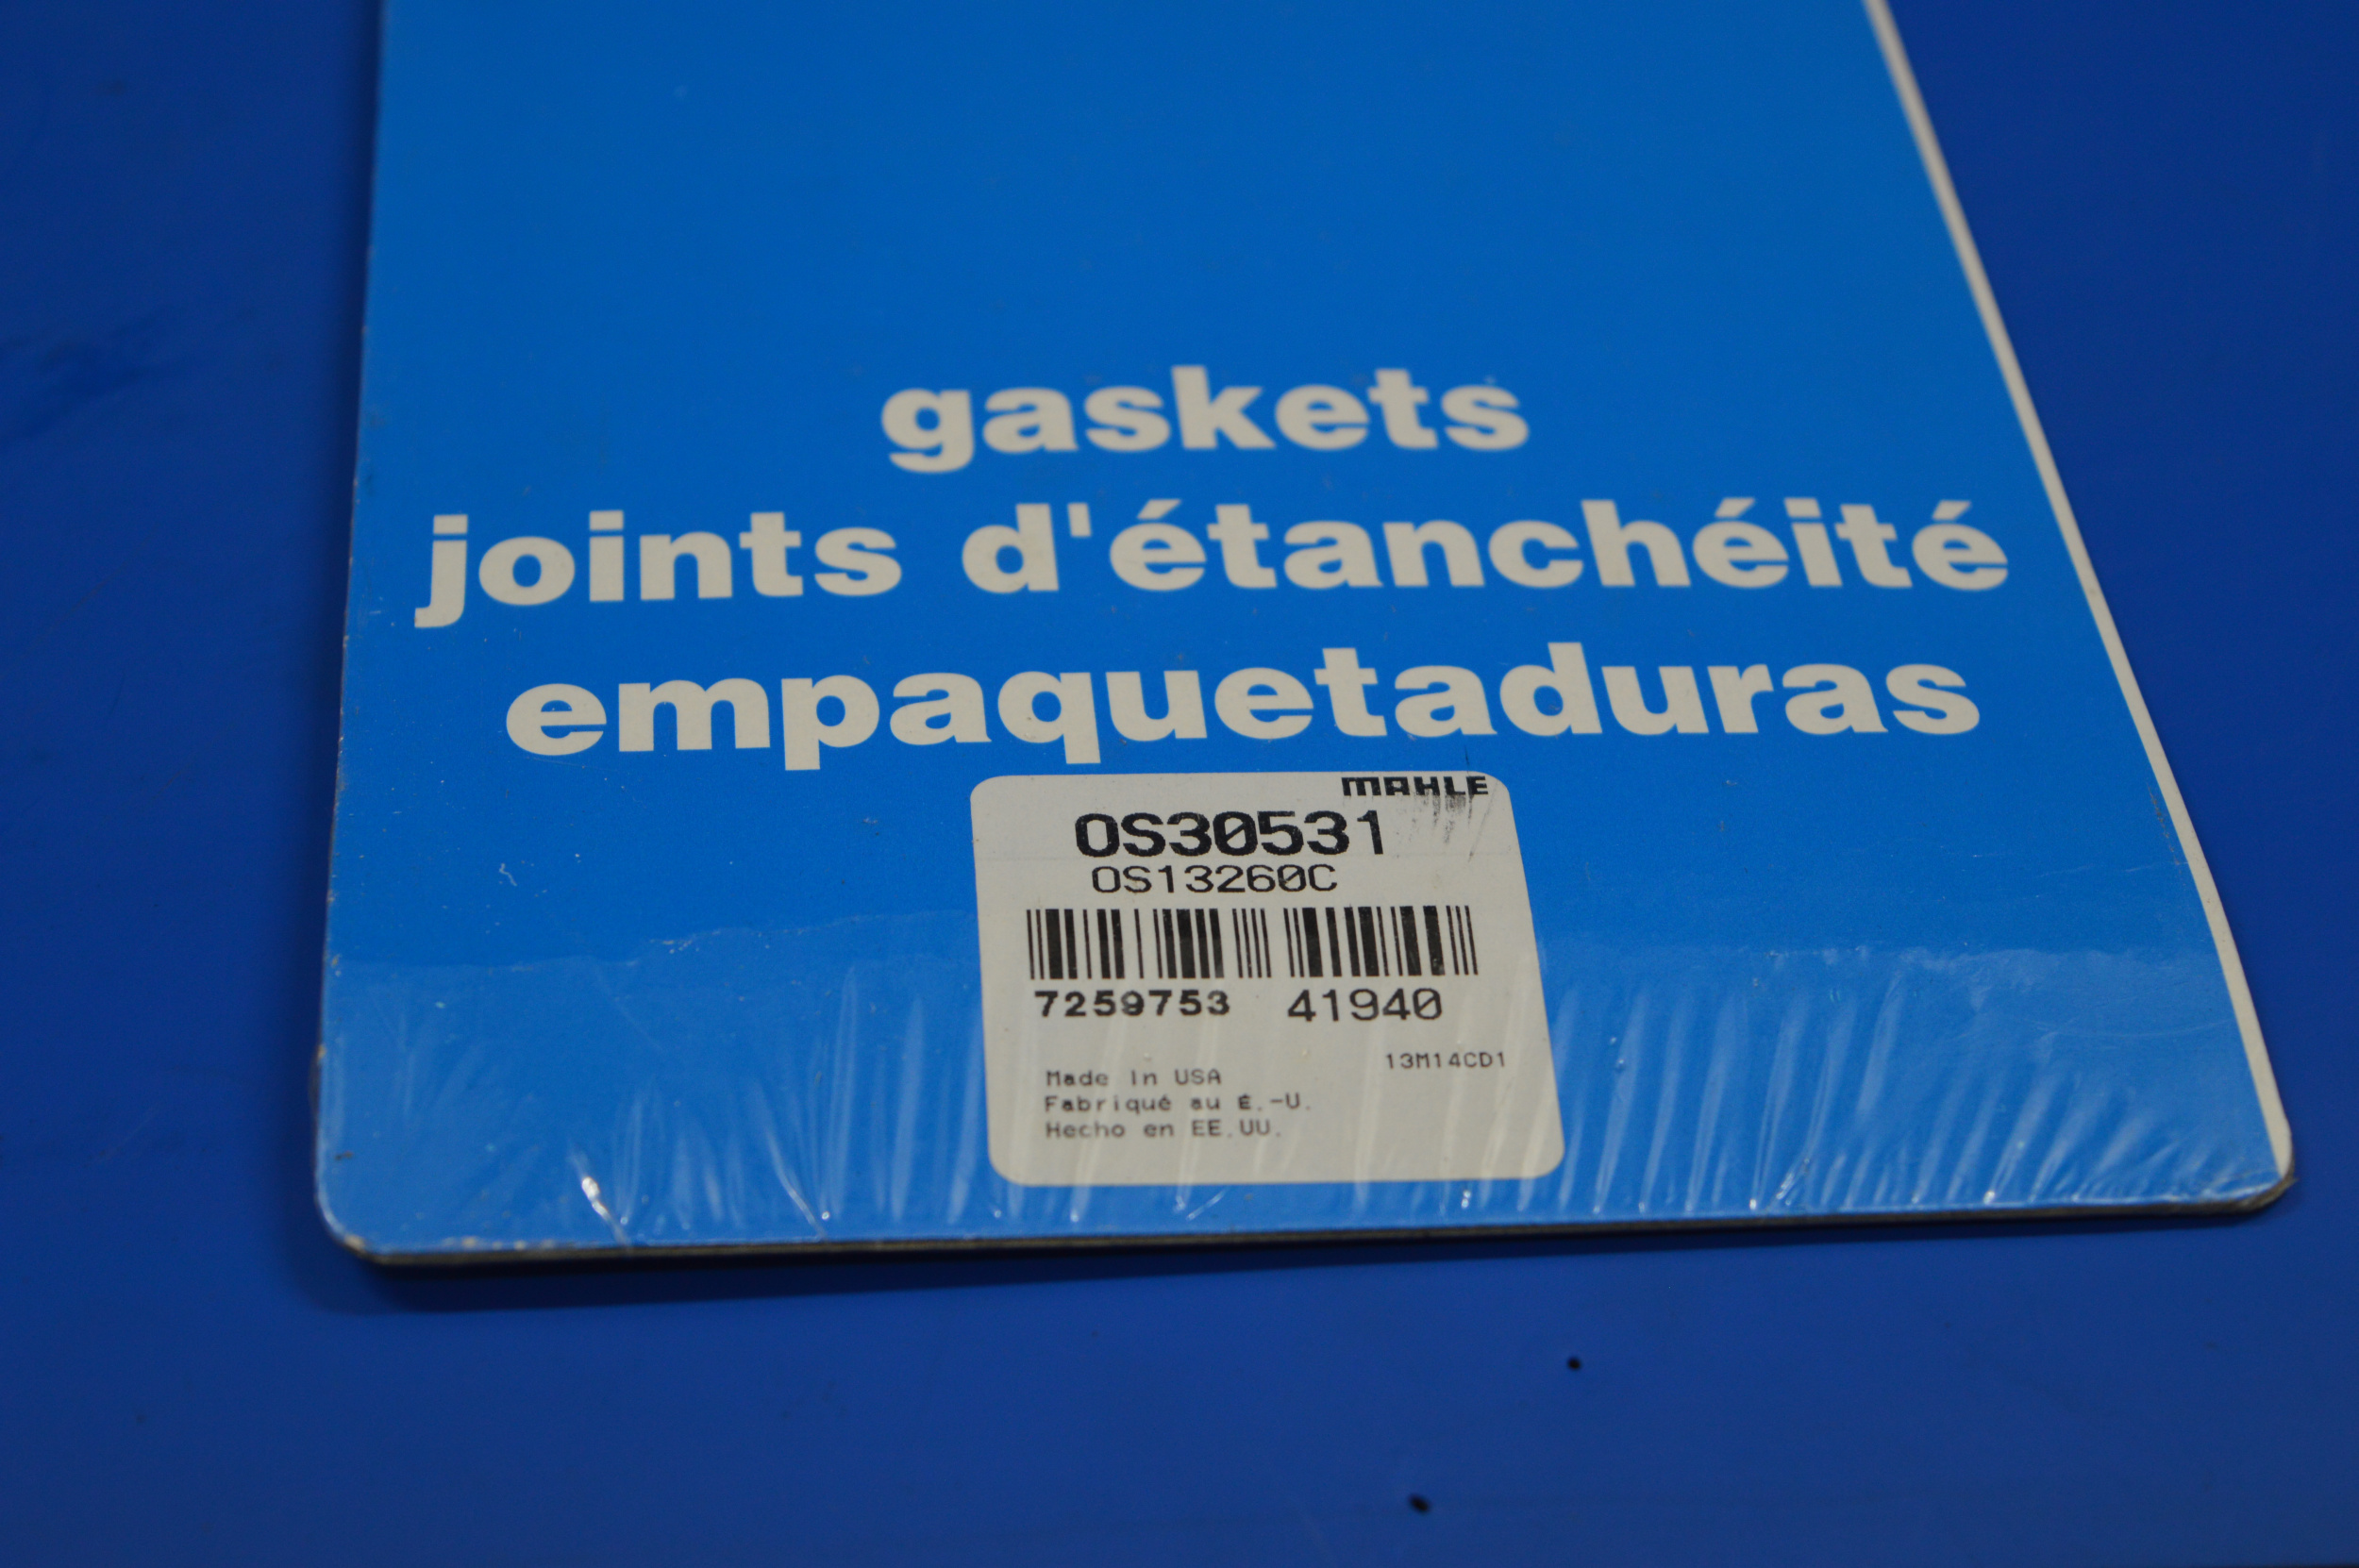 gaskets
joints d'étanchéité
empaquetaduras
MAHLE
OS30531
OS13260C
7259753 41940
13M14CD1
Made In USA
Fabriqué au É.-U.
Hecho en EE.UU.